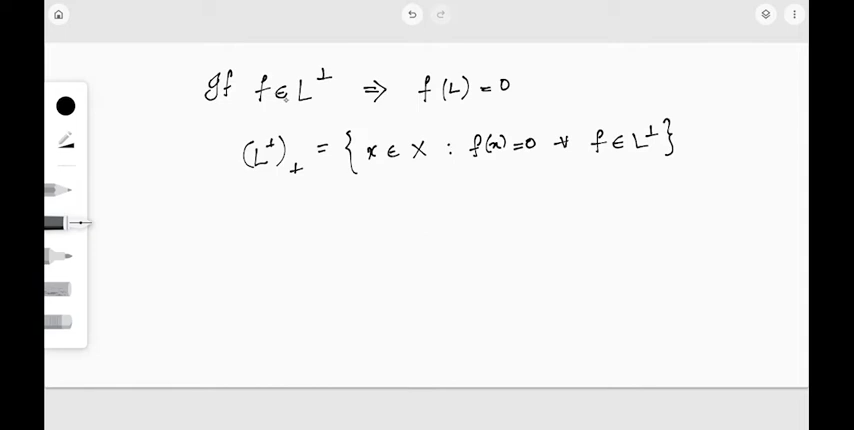 If f ∈ L^⊥ ⇒ f(L) = 0
(L^⊥)_⊥ = { x ∈ X : f(x) = 0 ∀ f ∈ L^⊥ }